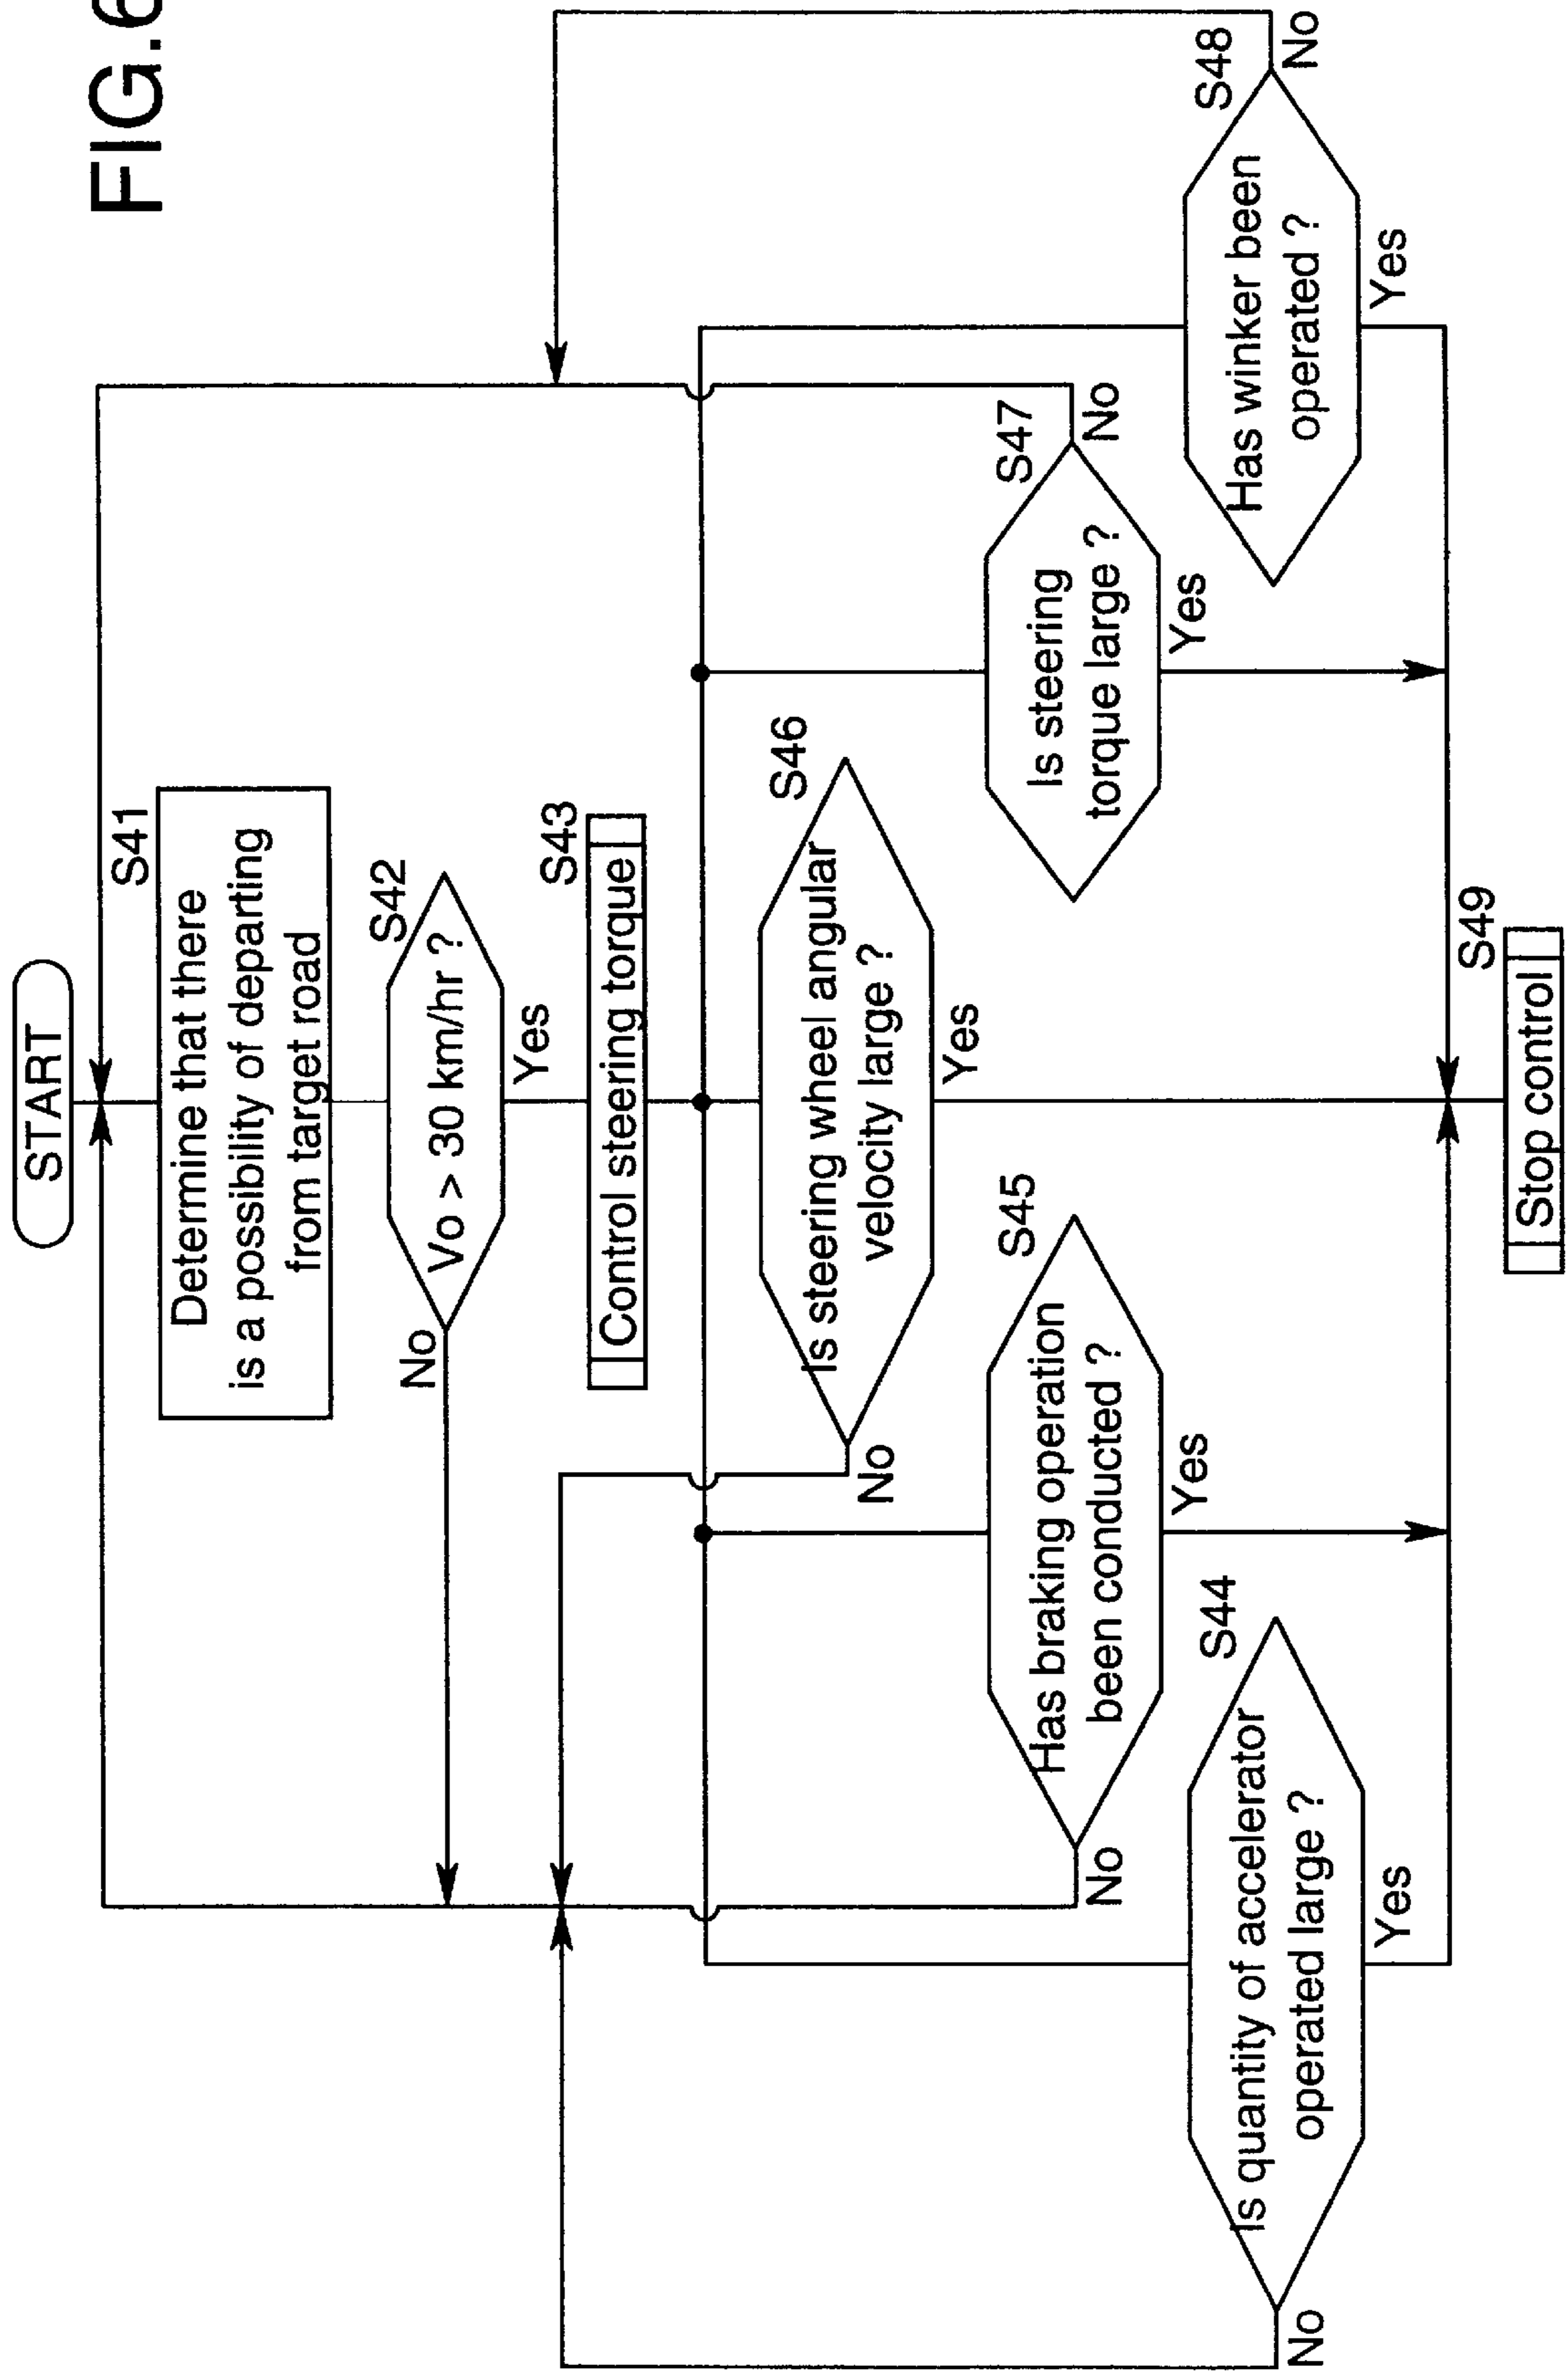 FIG.6
START
S41
Determine that there
is a possibility of departing
from target road
S42
Vo > 30 km/hr ?
No
Yes
S43
Control steering torque
S46
Is steering wheel angular
velocity large ?
No
Yes
S45
Has braking operation
been conducted ?
No
Yes
S47
Is steering
torque large ?
No
Yes
S44
Is quantity of accelerator
operated large ?
No
Yes
S48
Has winker been
operated ?
No
Yes
S49
Stop control